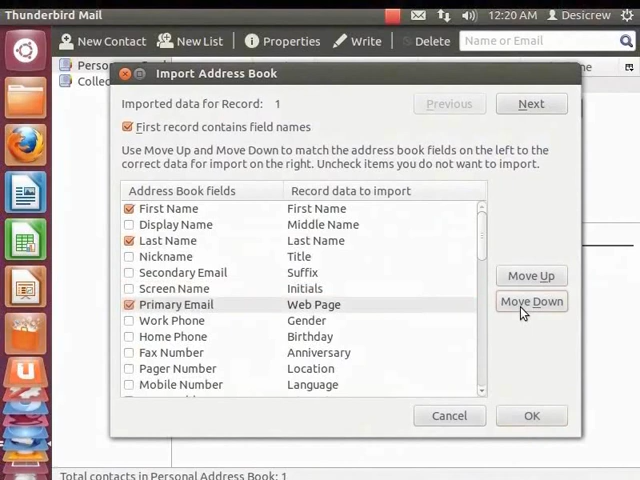 Thunderbird Mail
12:20 AM
Desicrew
New Contact
New List
Properties
Write
Delete
Name or Email
Import Address Book
Imported data for Record: 1
Previous
Next
First record contains field names
Use Move Up and Move Down to match the address book fields on the left to the
correct data for import on the right. Uncheck items you do not want to import.
Address Book fields
Record data to import
First Name
First Name
Display Name
Middle Name
Last Name
Last Name
Nickname
Title
Secondary Email
Suffix
Screen Name
Initials
Primary Email
Web Page
Work Phone
Gender
Home Phone
Birthday
Fax Number
Anniversary
Pager Number
Location
Mobile Number
Language
Move Up
Move Down
Cancel
OK
Total contacts in Personal Address Book: 1